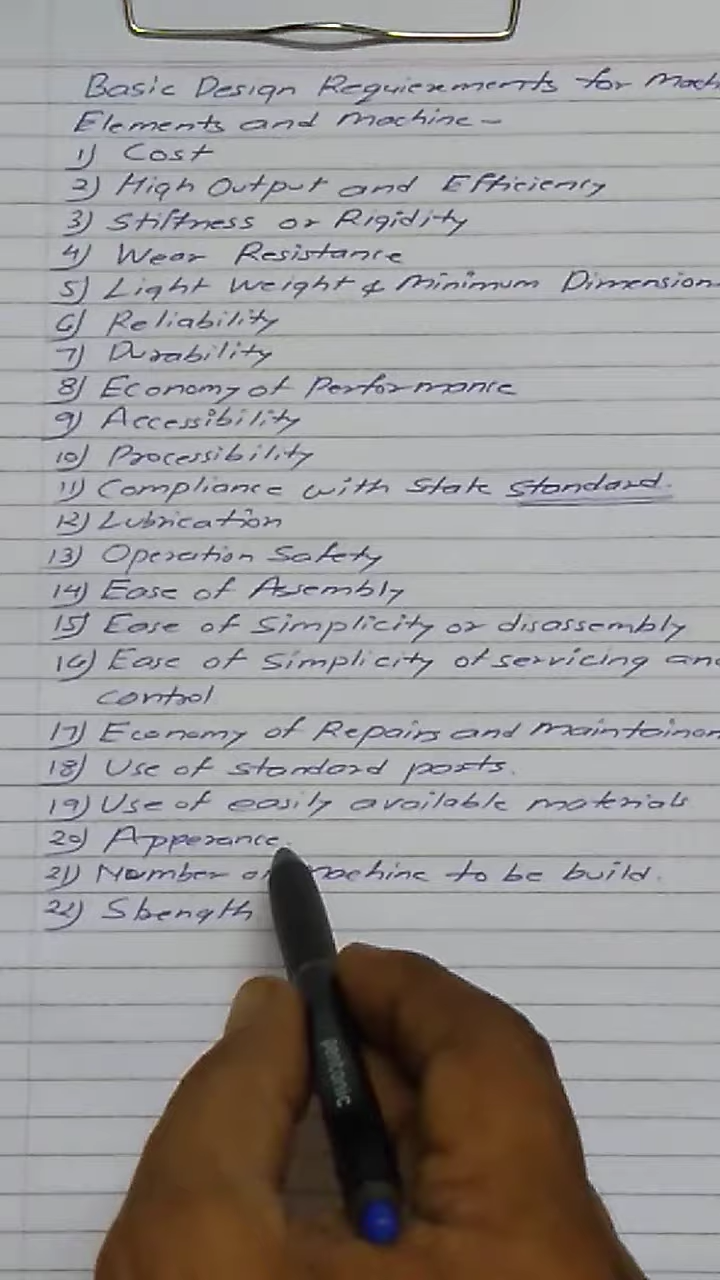 Basic Design Requierements for Mach
Elements and Machine -
1) Cost
2) High Output and Efficiency
3) Stiffness or Rigidity
4) Wear Resistance
5) Light Weight & Minimum Dimension
6) Reliability
7) Durability
8) Economy of Performance
9) Accessibility
10) Processibility
11) Compliance with State Standard.
12) Lubrication
13) Operation Safety
14) Ease of Assembly
15) Ease of Simplicity or disassembly
16) Ease of Simplicity of servicing and
control
17) Economy of Repairs and Maintainan
18) Use of standard parts.
19) Use of easily available materials
20) Apperance.
21) Number machine to be build.
22) Strength
pentonic